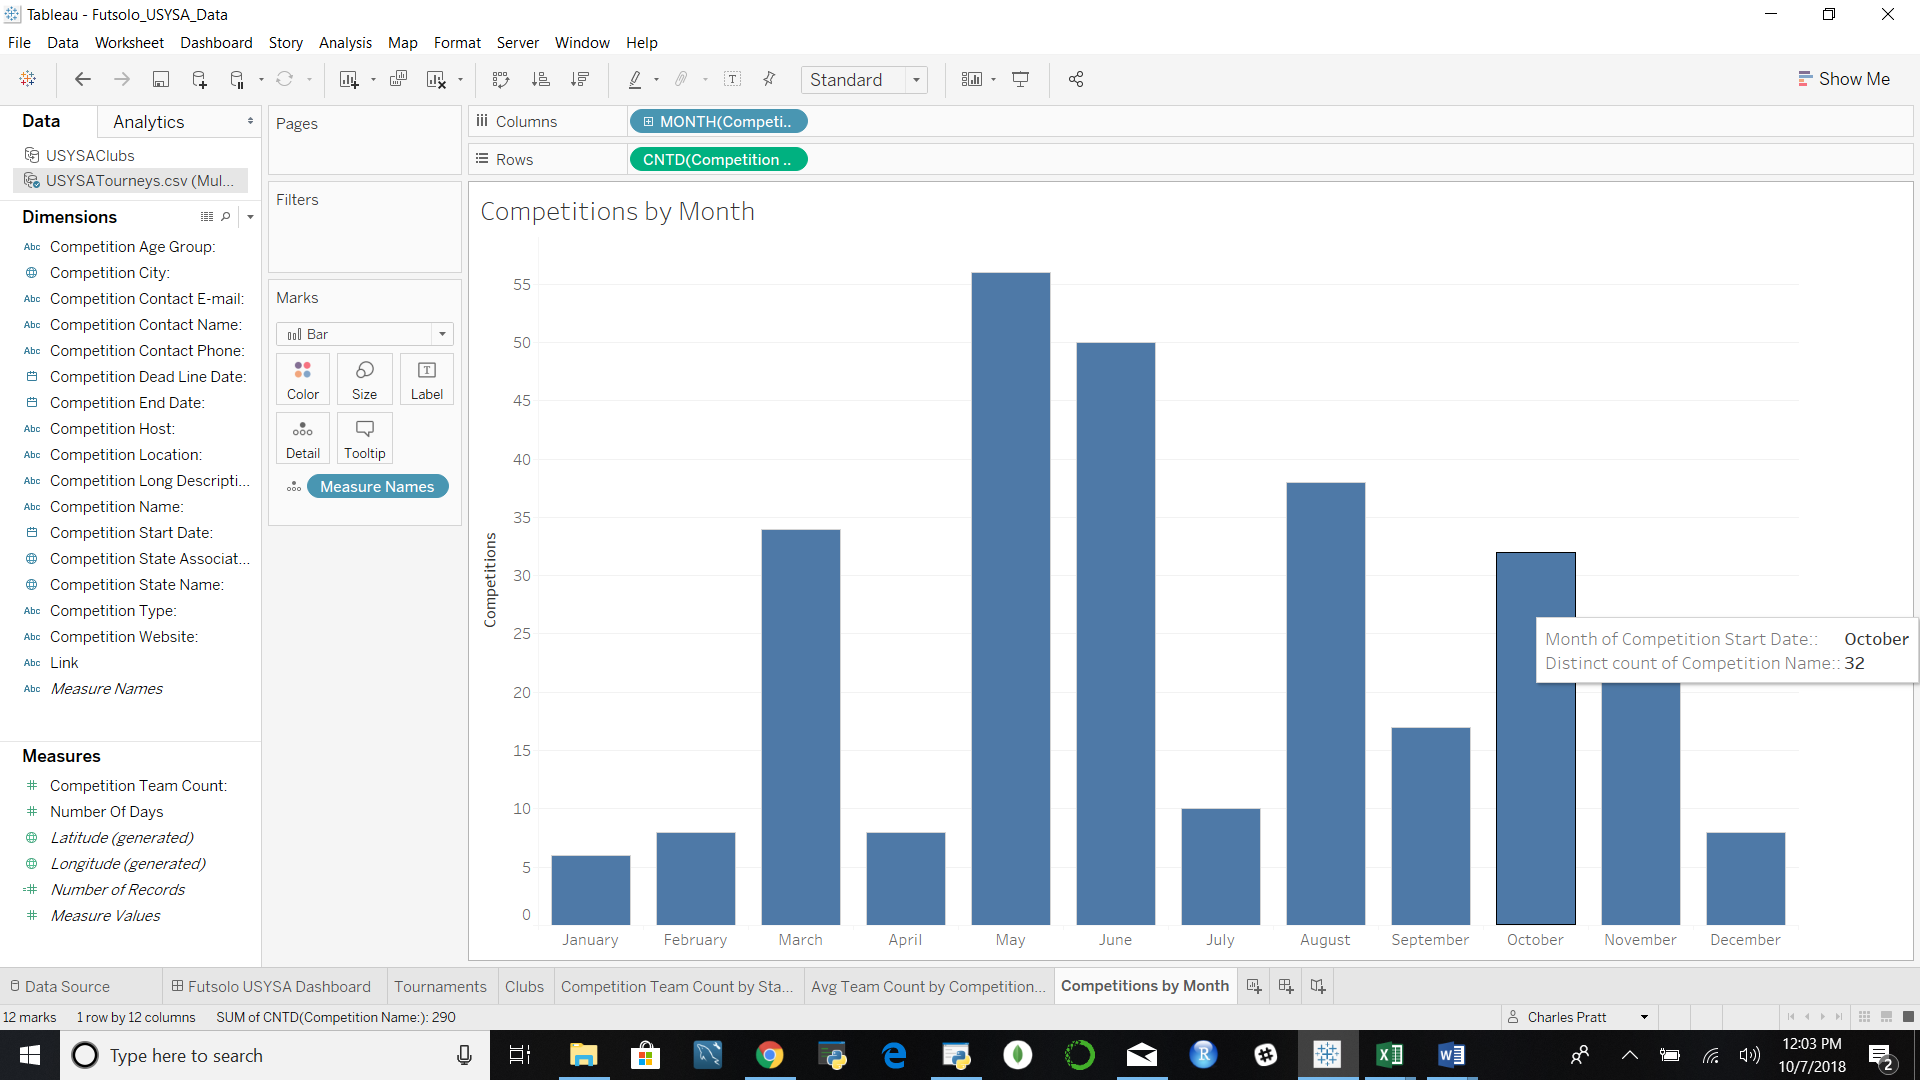 Tableau - Futsolo_USYSA_Data
File Data Worksheet Dashboard Story Analysis Map Format Server Window Help
Standard
Show Me
Data
Analytics
USYSAClubs
USYSATourneys.csv (Mul...
Dimensions
Abc Competition Age Group:
Competition City:
Abc Competition Contact E-mail:
Abc Competition Contact Name:
Abc Competition Contact Phone:
Competition Dead Line Date:
Competition End Date:
Abc Competition Host:
Abc Competition Location:
Abc Competition Long Descripti...
Abc Competition Name:
Competition Start Date:
Competition State Associat...
Competition State Name:
Abc Competition Type:
Abc Competition Website:
Abc Link
Abc Measure Names
Measures
# Competition Team Count:
# Number Of Days
Latitude (generated)
Longitude (generated)
=# Number of Records
# Measure Values
Pages
Filters
Marks
Bar
Color
Size
T
Label
Detail
Tooltip
Measure Names
Columns
MONTH(Competi..
Rows
CNTD(Competition ..
Competitions by Month
Competitions
55
50
45
40
35
30
25
20
15
10
5
0
January February March April May June July August September October November December
Month of Competition Start Date:: October
Distinct count of Competition Name:: 32
Data Source
Futsolo USYSA Dashboard
Tournaments
Clubs
Competition Team Count by Sta...
Avg Team Count by Competition...
Competitions by Month
12 marks
1 row by 12 columns
SUM of CNTD(Competition Name:): 290
Charles Pratt
Type here to search
R
12:03 PM
10/7/2018
2